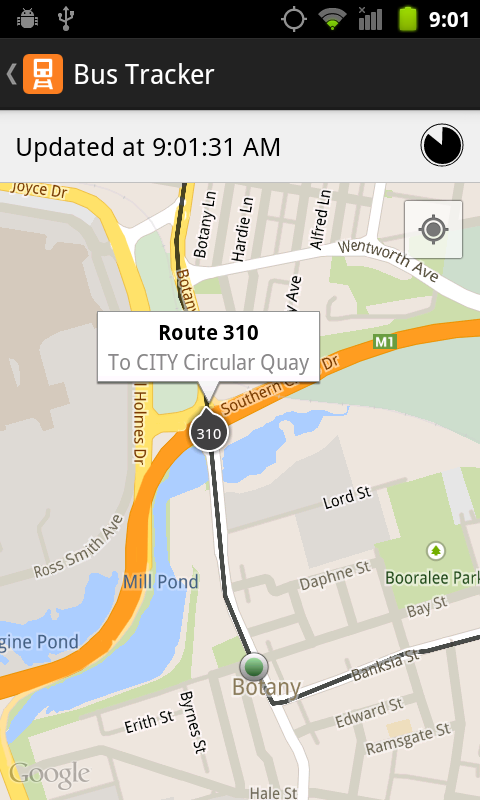 9:01
Bus Tracker
Updated at 9:01:31 AM
Joyce Dr
Botany Ln
Hardie Ln
Alfred Ln
Wentworth Ave
Botany
y Ave
Route 310
To CITY Circular Quay
M1
Southern C Dr
l Holmes Dr
310
Lord St
Ross Smith Ave
Mill Pond
Daphne St
Booralee Park
Bay St
gine Pond
Banksia St
Botany
Byrnes St
Erith St
Edward St
Ramsgate St
Google
Hale St